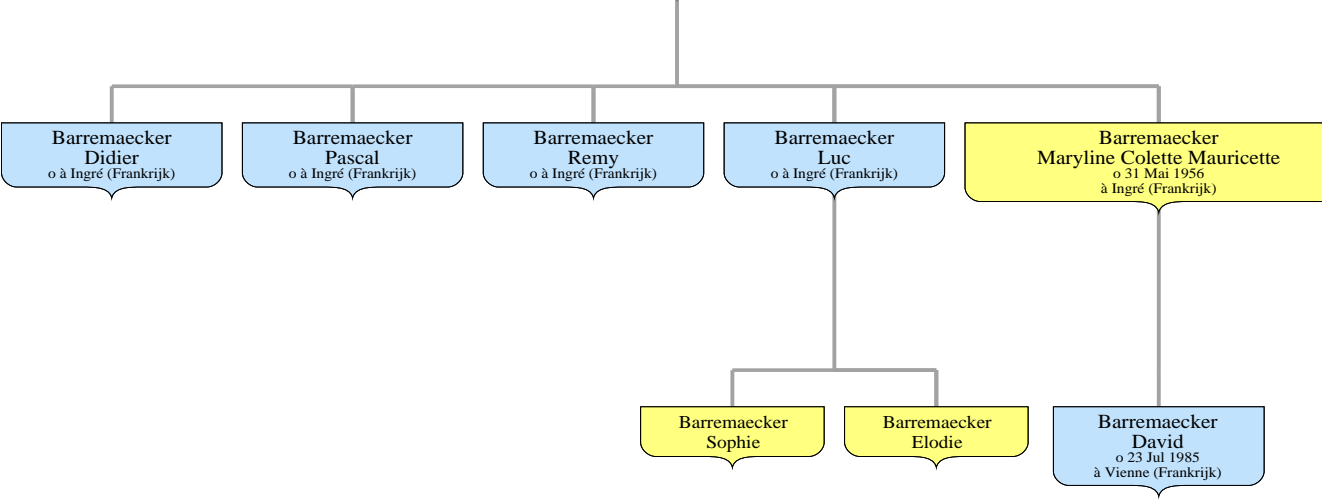 Barremaecker
Didier
o à Ingré (Frankrijk)
Barremaecker
Pascal
o à Ingré (Frankrijk)
Barremaecker
Remy
o à Ingré (Frankrijk)
Barremaecker
Luc
o à Ingré (Frankrijk)
Barremaecker
Maryline Colette Mauricette
o 31 Mai 1956
à Ingré (Frankrijk)
Barremaecker
Sophie
Barremaecker
Elodie
Barremaecker
David
o 23 Jul 1985
à Vienne (Frankrijk)